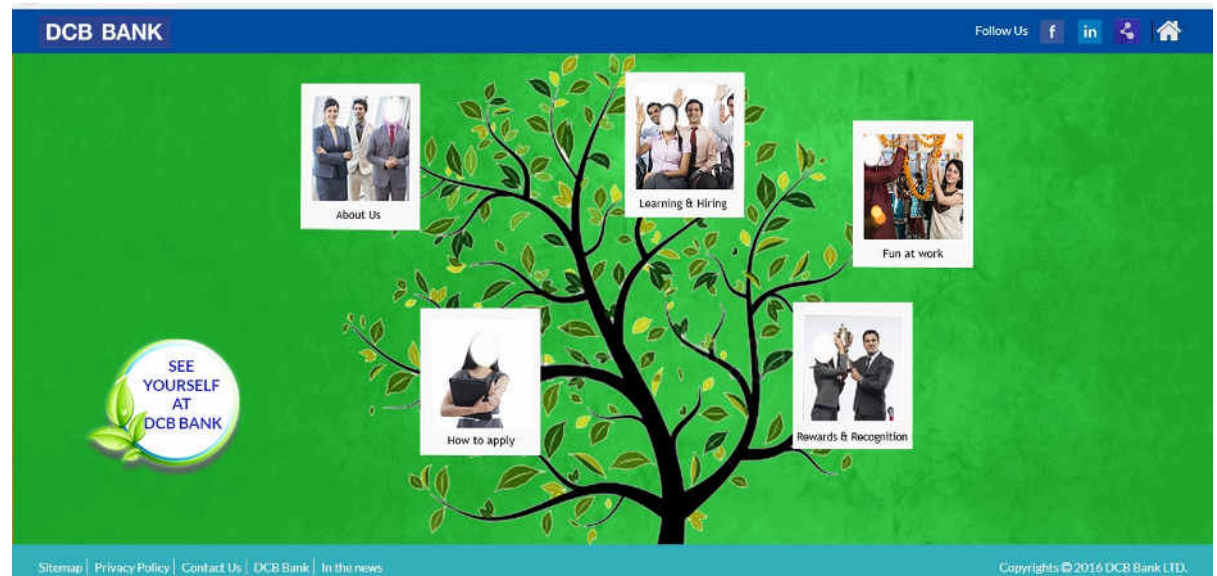 DCB BANK
Follow Us
f
in
About Us
Learning & Hiring
Fun at work
SEE
YOURSELF
AT
DCB BANK
How to apply
Rewards & Recognition
Sitemap | Privacy Policy | Contact Us | DCB Bank | In the news
Copyrights © 2016 DCB Bank LTD.